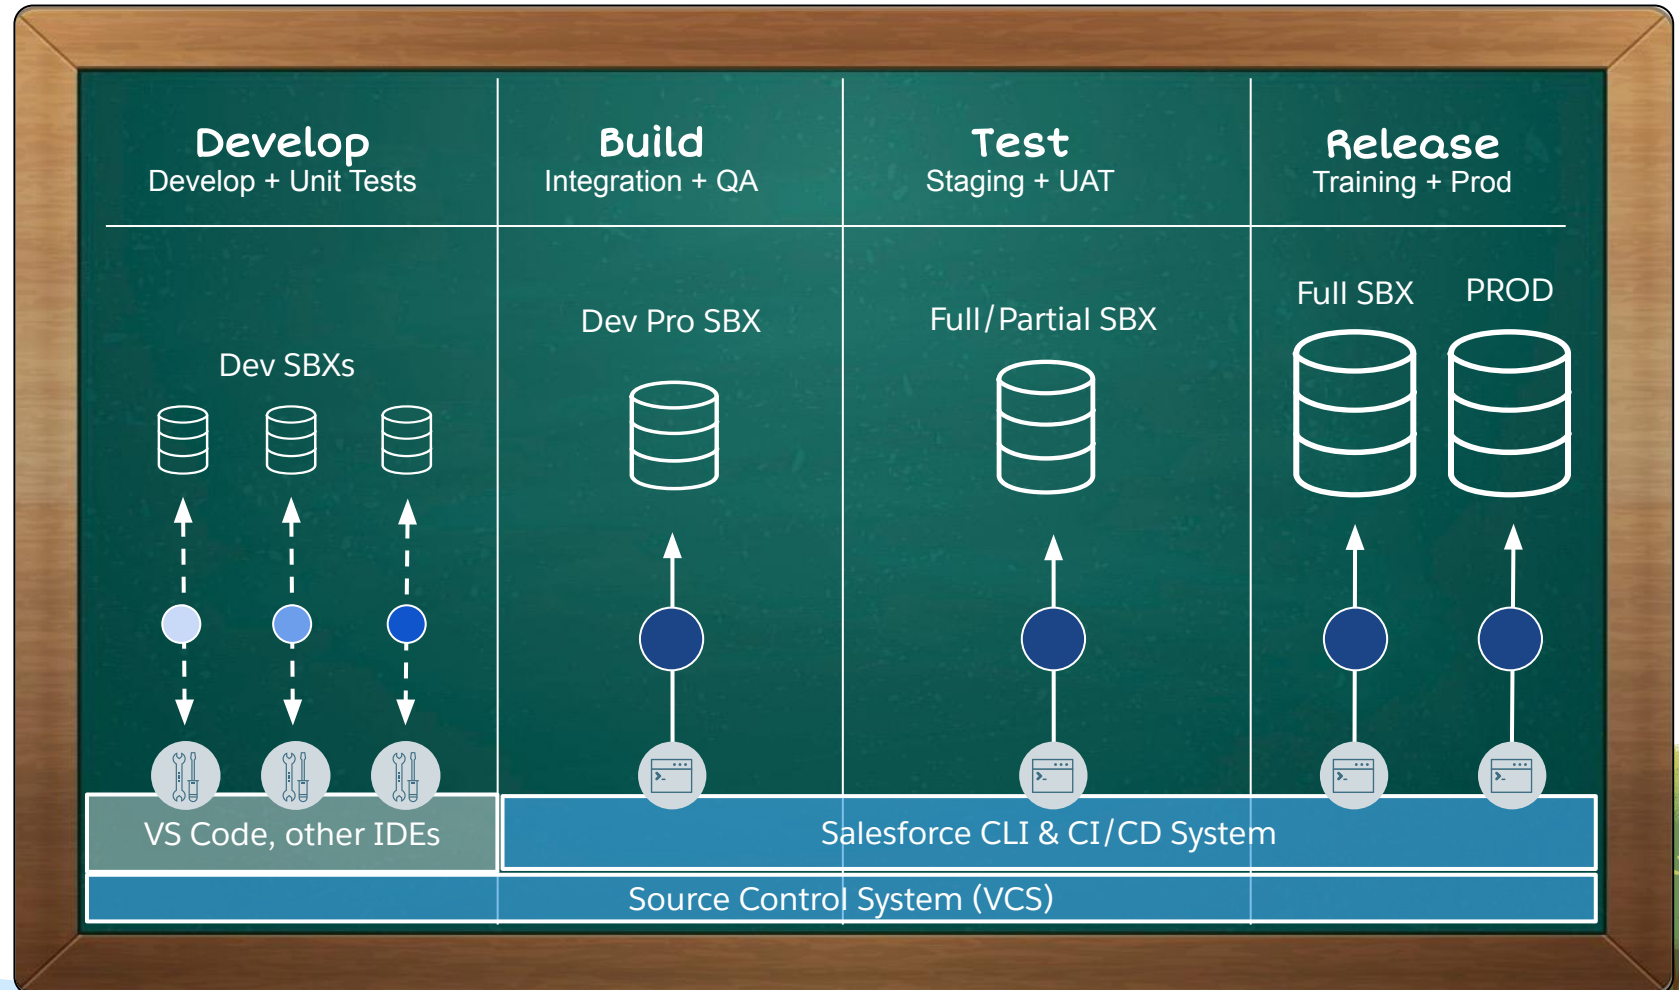 Develop
Develop + Unit Tests
Build
Integration + QA
Test
Staging + UAT
Release
Training + Prod
Dev SBXs
Dev Pro SBX
Full/Partial SBX
Full SBX
PROD
VS Code, other IDEs
Salesforce CLI & CI/CD System
Source Control System (VCS)